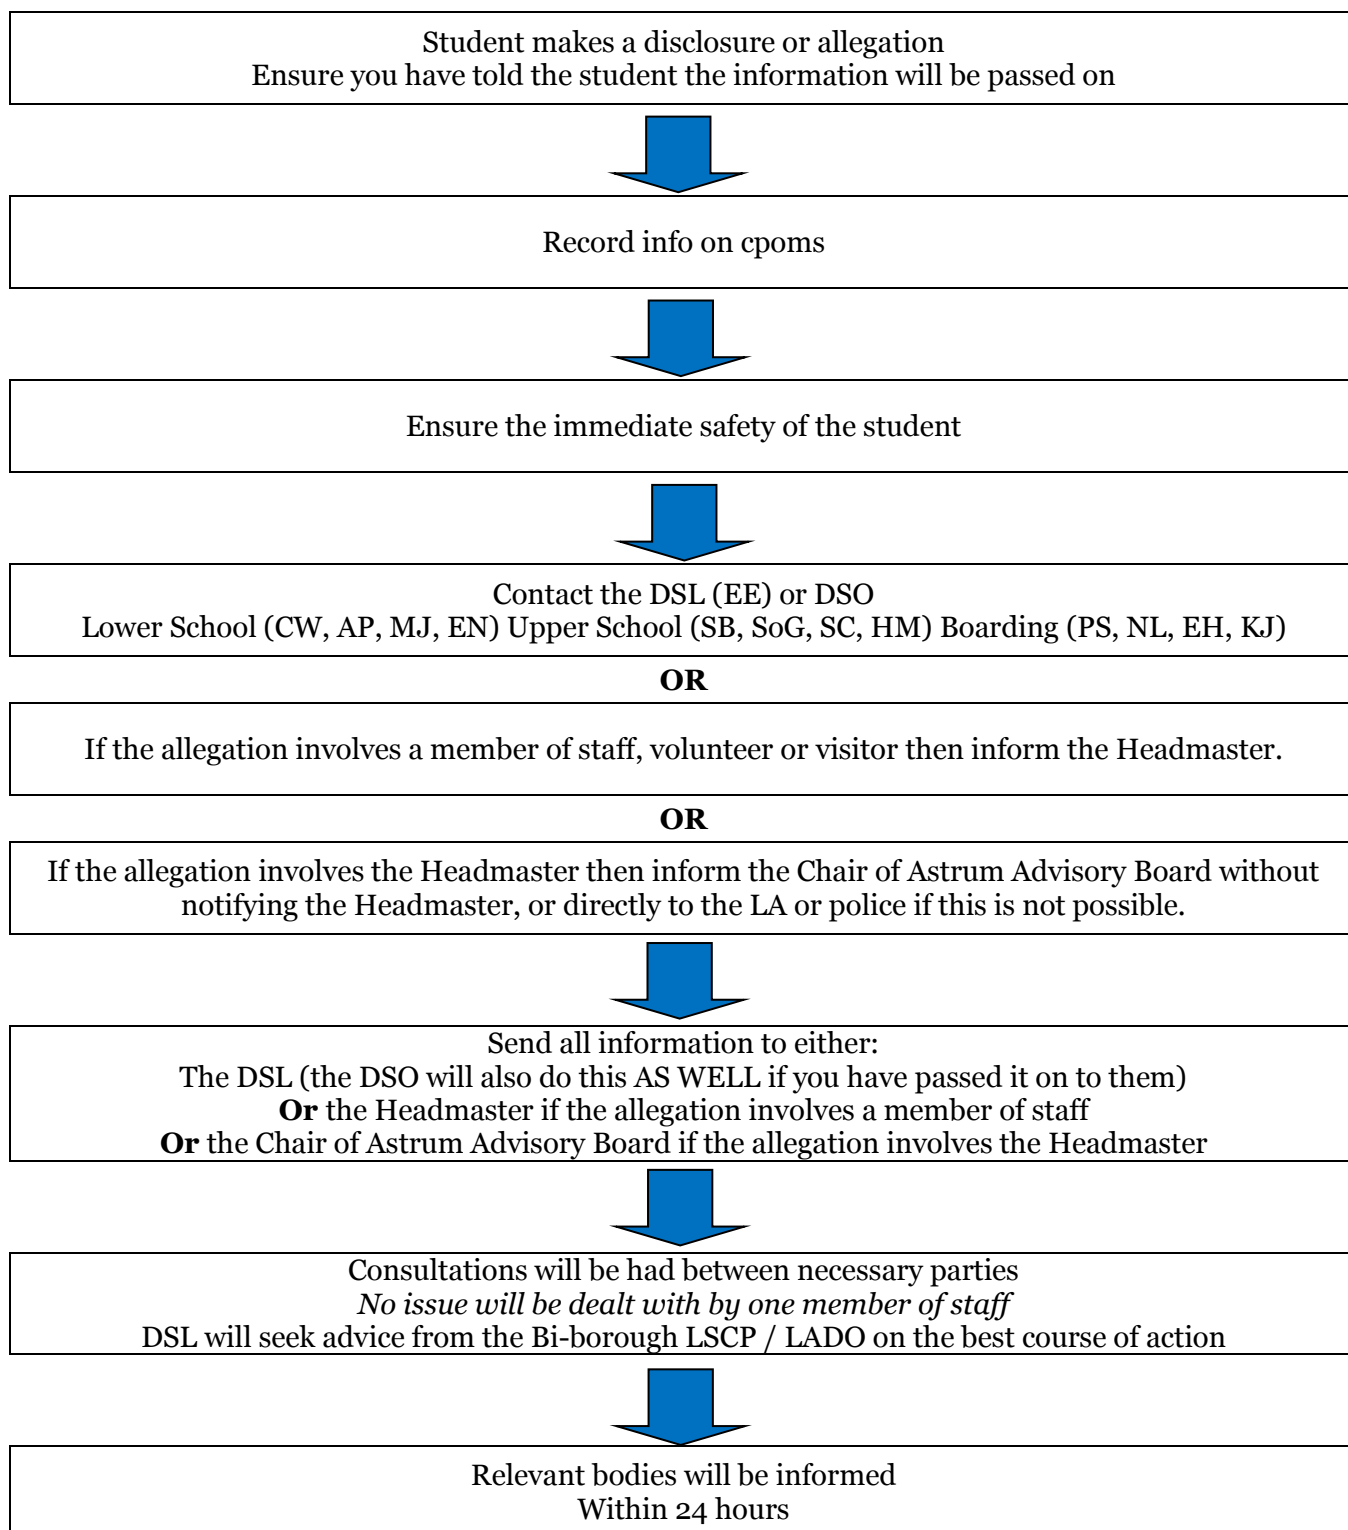 Student makes a disclosure or allegation
Ensure you have told the student the information will be passed on
Record info on cpoms
Ensure the immediate safety of the student
Contact the DSL (EE) or DSO
Lower School (CW, AP, MJ, EN) Upper School (SB, SoG, SC, HM) Boarding (PS, NL, EH, KJ)
OR
If the allegation involves a member of staff, volunteer or visitor then inform the Headmaster.
OR
If the allegation involves the Headmaster then inform the Chair of Astrum Advisory Board without
notifying the Headmaster, or directly to the LA or police if this is not possible.
Send all information to either:
The DSL (the DSO will also do this AS WELL if you have passed it on to them)
Or the Headmaster if the allegation involves a member of staff
Or the Chair of Astrum Advisory Board if the allegation involves the Headmaster
Consultations will be had between necessary parties
No issue will be dealt with by one member of staff
DSL will seek advice from the Bi-borough LSCP / LADO on the best course of action
Relevant bodies will be informed
Within 24 hours